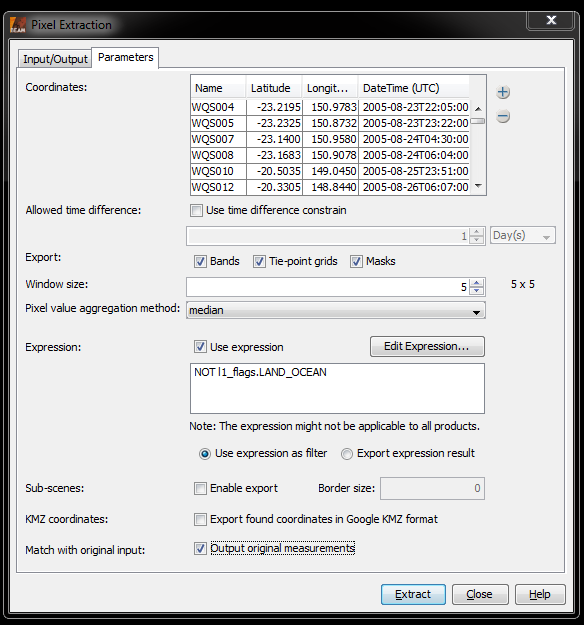 BEAM Pixel Extraction
Input/Output Parameters
Coordinates:
Name Latitude Longit... DateTime (UTC)
WQS004 -23.2195 150.9783 2005-08-23T22:05:00
WQS005 -23.2325 150.8732 2005-08-23T23:22:00
WQS007 -23.1400 150.9580 2005-08-24T04:30:00
WQS008 -23.1683 150.9078 2005-08-24T06:04:00
WQS010 -20.5035 149.0450 2005-08-25T23:51:00
WQS012 -20.3305 148.8440 2005-08-26T06:07:00
Allowed time difference: Use time difference constrain
1 Day(s)
Export: Bands Tie-point grids Masks
Window size: 5 5 x 5
Pixel value aggregation method: median
Expression: Use expression Edit Expression...
NOT l1_flags.LAND_OCEAN
Note: The expression might not be applicable to all products.
Use expression as filter Export expression result
Sub-scenes: Enable export Border size: 0
KMZ coordinates: Export found coordinates in Google KMZ format
Match with original input: Output original measurements
Extract Close Help